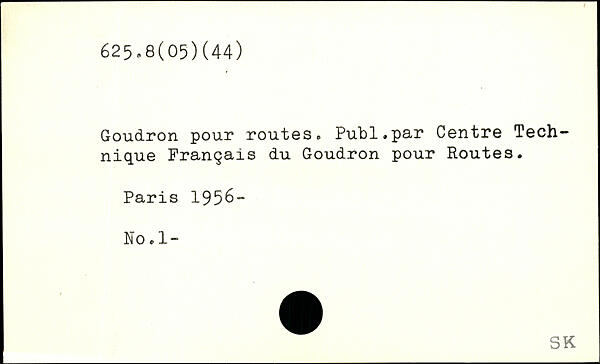 625.8(05)(44)
Goudron pour routes. Publ.par Centre Tech-
nique Français du Goudron pour Routes.
Paris 1956-
No.1-
SK